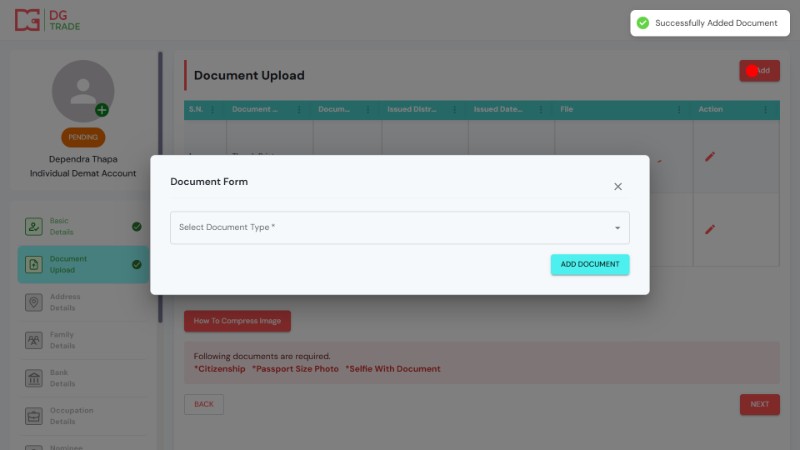 DG
TRADE
Successfully Added Document
PENDING
Dependra Thapa
Individual Demat Account
Basic
Details
Document
Upload
Address
Details
Family
Details
Bank
Details
Occupation
Details
Nominee
Document Upload
S.N.
Document ...
Docum...
Issued Distr...
Issued Date...
File
Action
Document Form
Select Document Type *
ADD DOCUMENT
How To Compress Image
Following documents are required.
*Citizenship *Passport Size Photo *Selfie With Document
BACK
NEXT